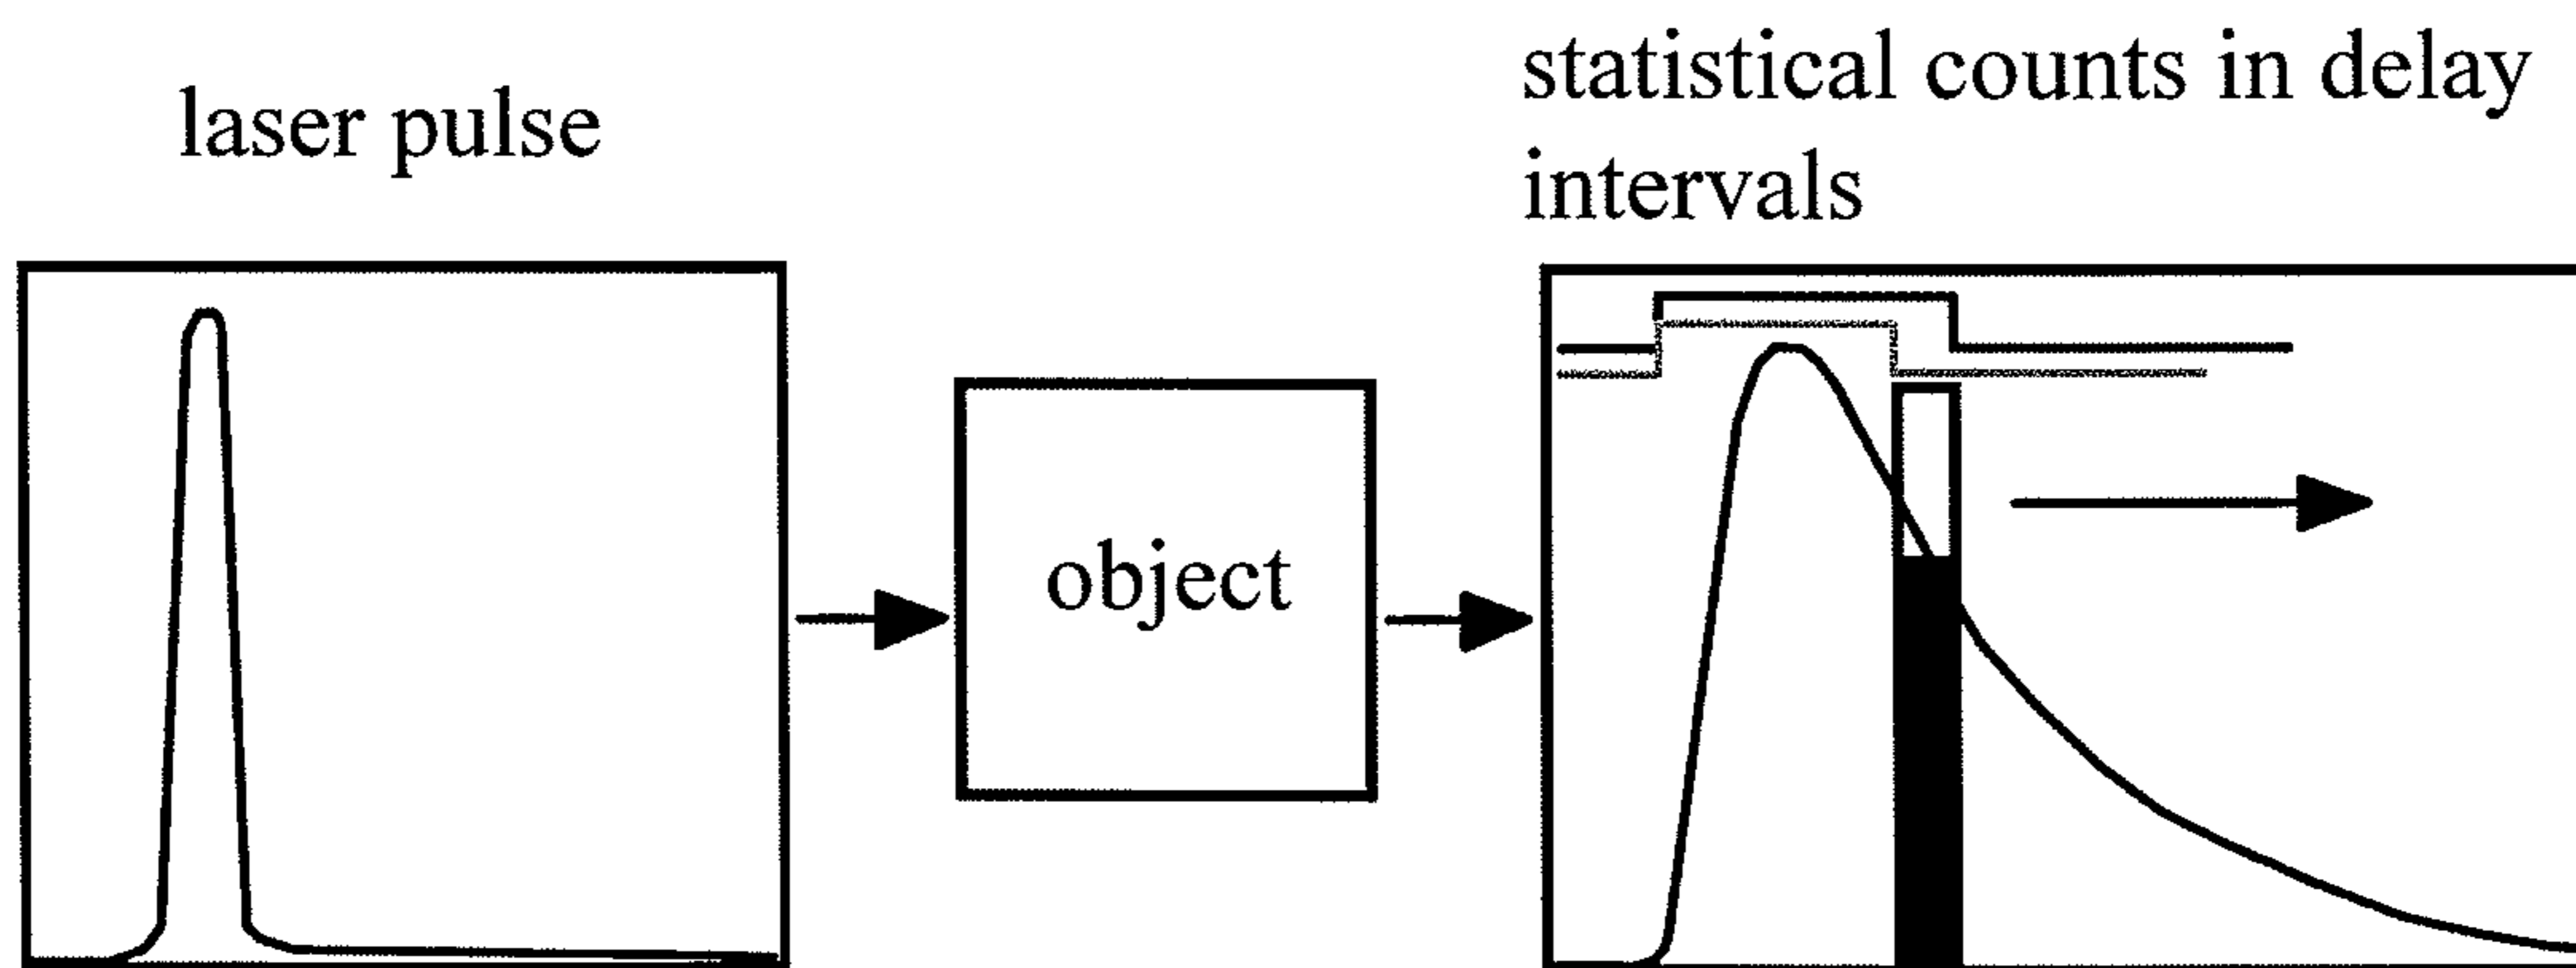 laser pulse
object
statistical counts in delay
intervals